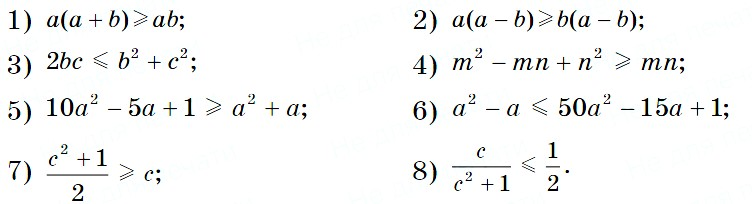 1) a(a + b) ⩾ ab; 2) a(a − b) ⩾ b(a − b);
3) 2bc ⩽ b² + c²; 4) m² − mn + n² ⩾ mn;
5) 10a² − 5a + 1 ⩾ a² + a; 6) a² − a ⩽ 50a² − 15a + 1;
7) (c² + 1)/2 ⩾ c; 8) c/(c² + 1) ⩽ 1/2.